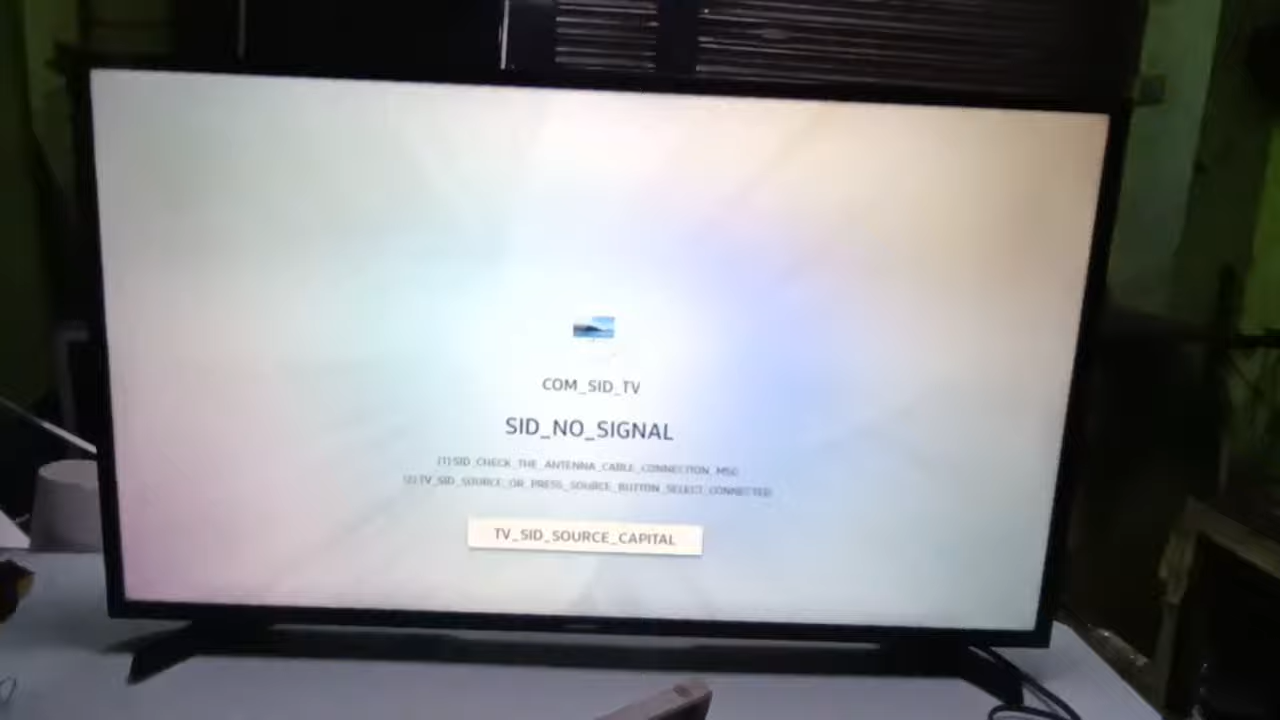 COM_SID_TV
SID_NO_SIGNAL
(1) SID_CHECK_THE_ANTENNA_CABLE_CONNECTION_MSG
(2) TV_SID_SOURCE_OR_PRESS_SOURCE_BUTTON_SELECT_CONNECTED
TV_SID_SOURCE_CAPITAL